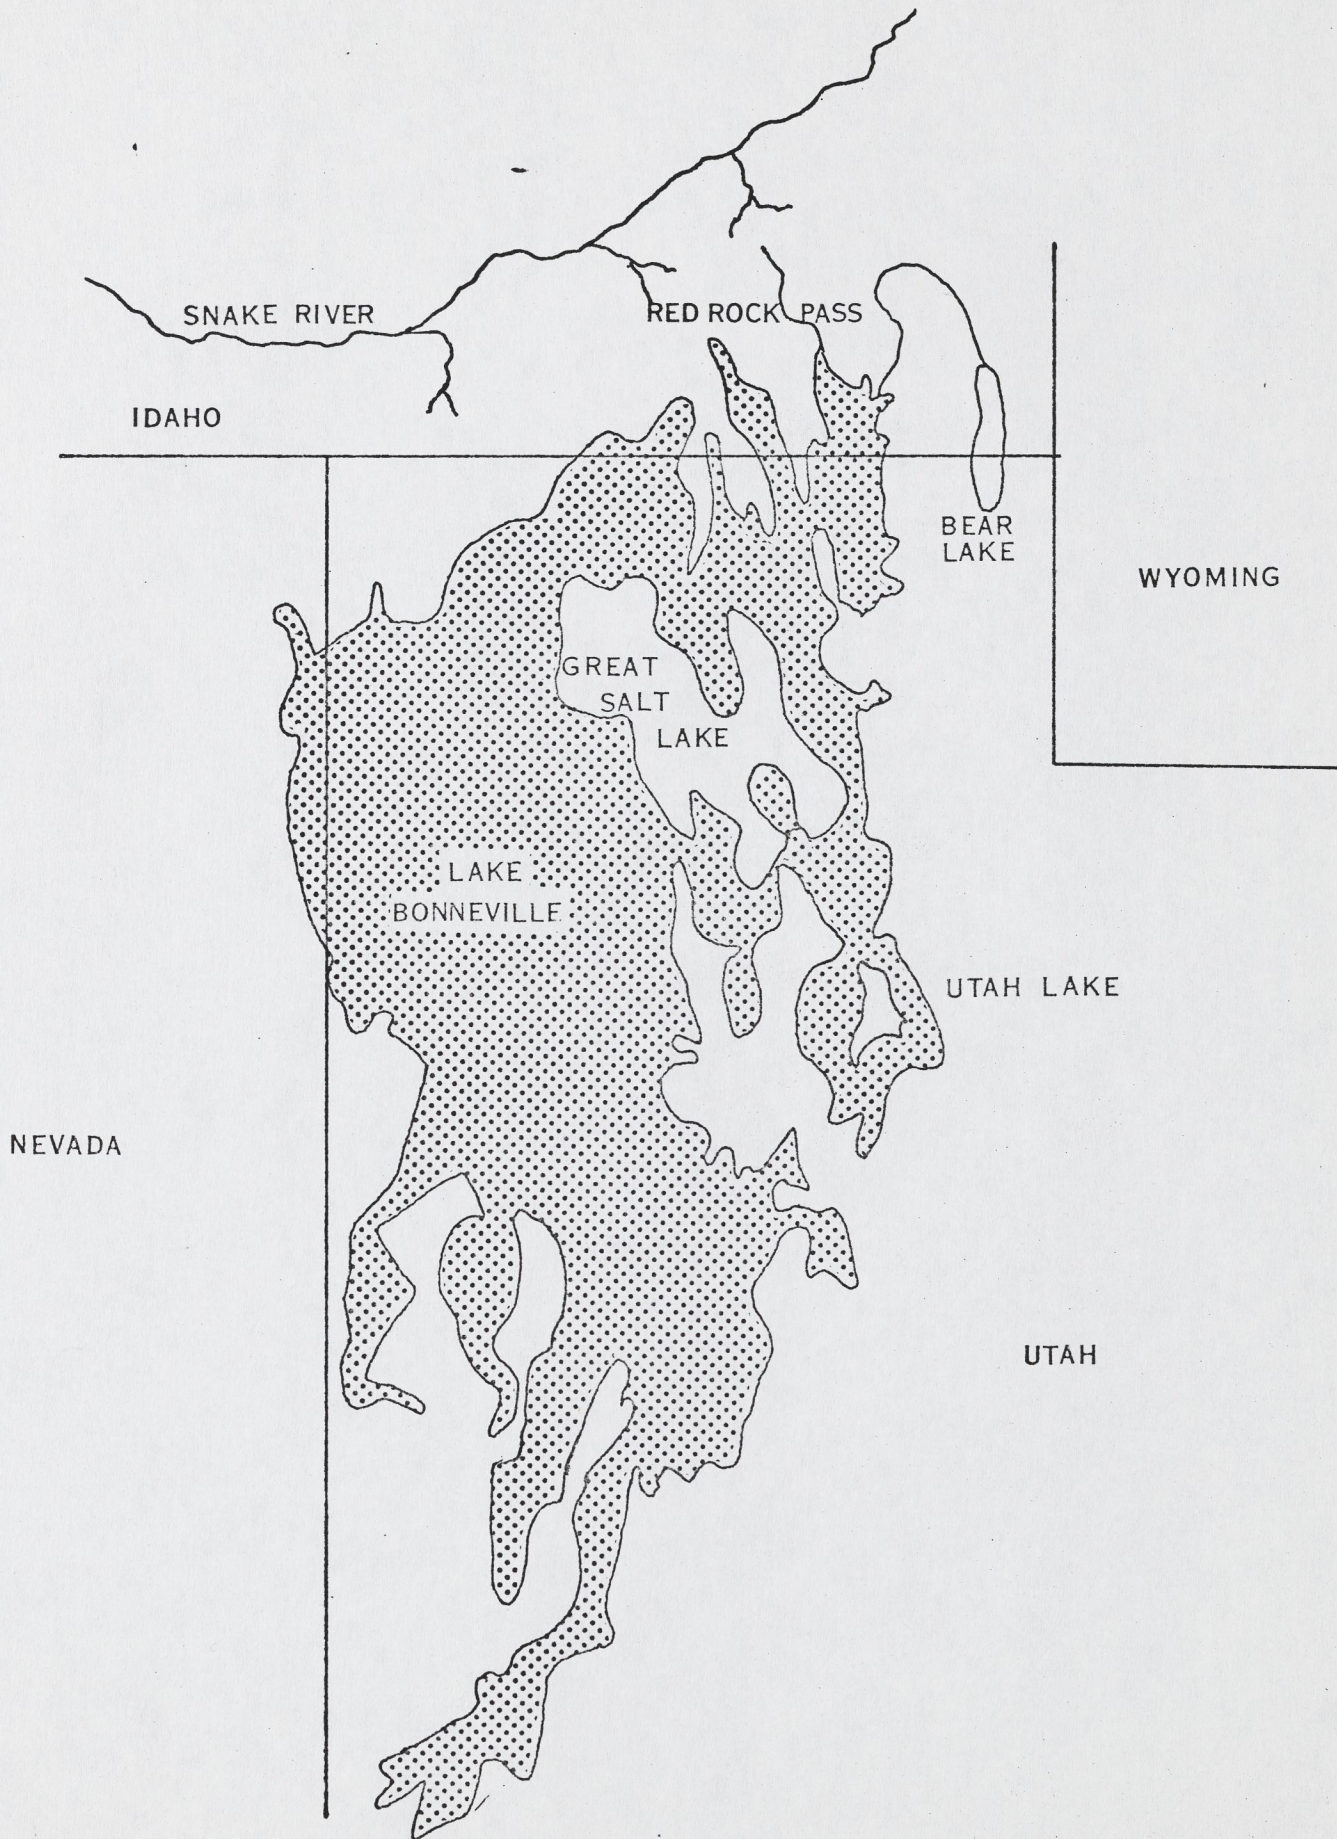 SNAKE RIVER
RED ROCK PASS
IDAHO
BEAR
LAKE
WYOMING
GREAT
SALT
LAKE
LAKE
BONNEVILLE
UTAH LAKE
NEVADA
UTAH